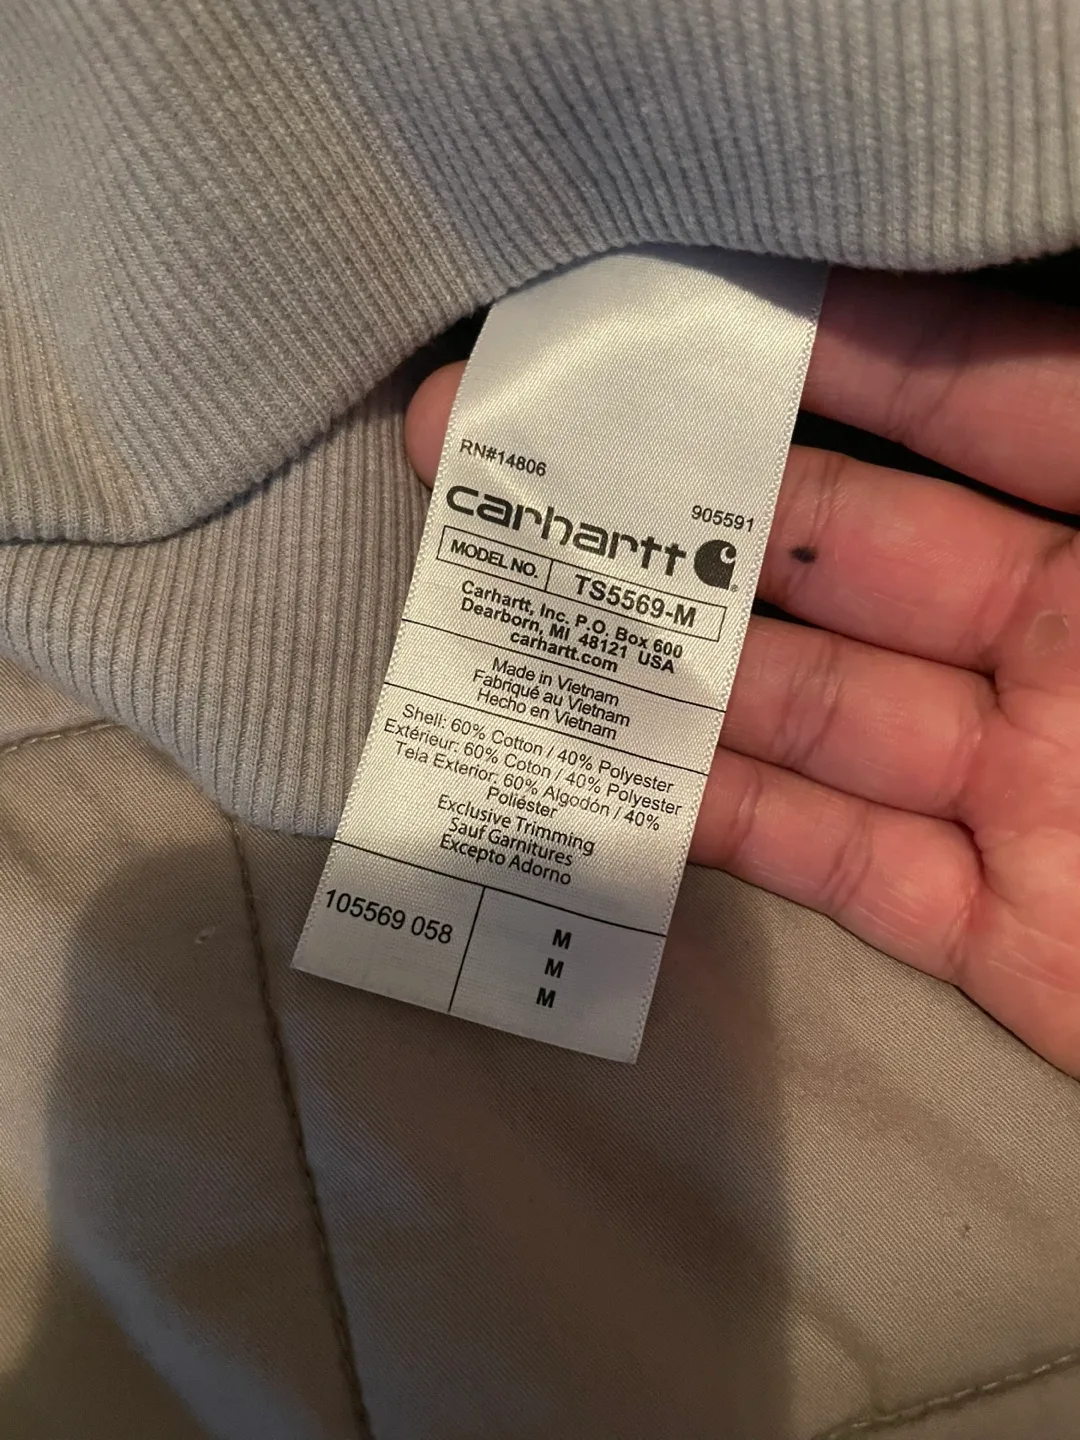 RN#14806
905591
carhartt
MODEL NO. TS5569-M
Carhartt, Inc. P.O. Box 600
Dearborn, MI 48121 USA
carhartt.com
Made in Vietnam
Fabriqué au Vietnam
Hecho en Vietnam
Shell: 60% Cotton / 40% Polyester
Extérieur: 60% Coton / 40% Polyester
Tela Exterior: 60% Algodón / 40%
Poliéster
Exclusive Trimming
Sauf Garnitures
Excepto Adorno
105569 058
M
M
M